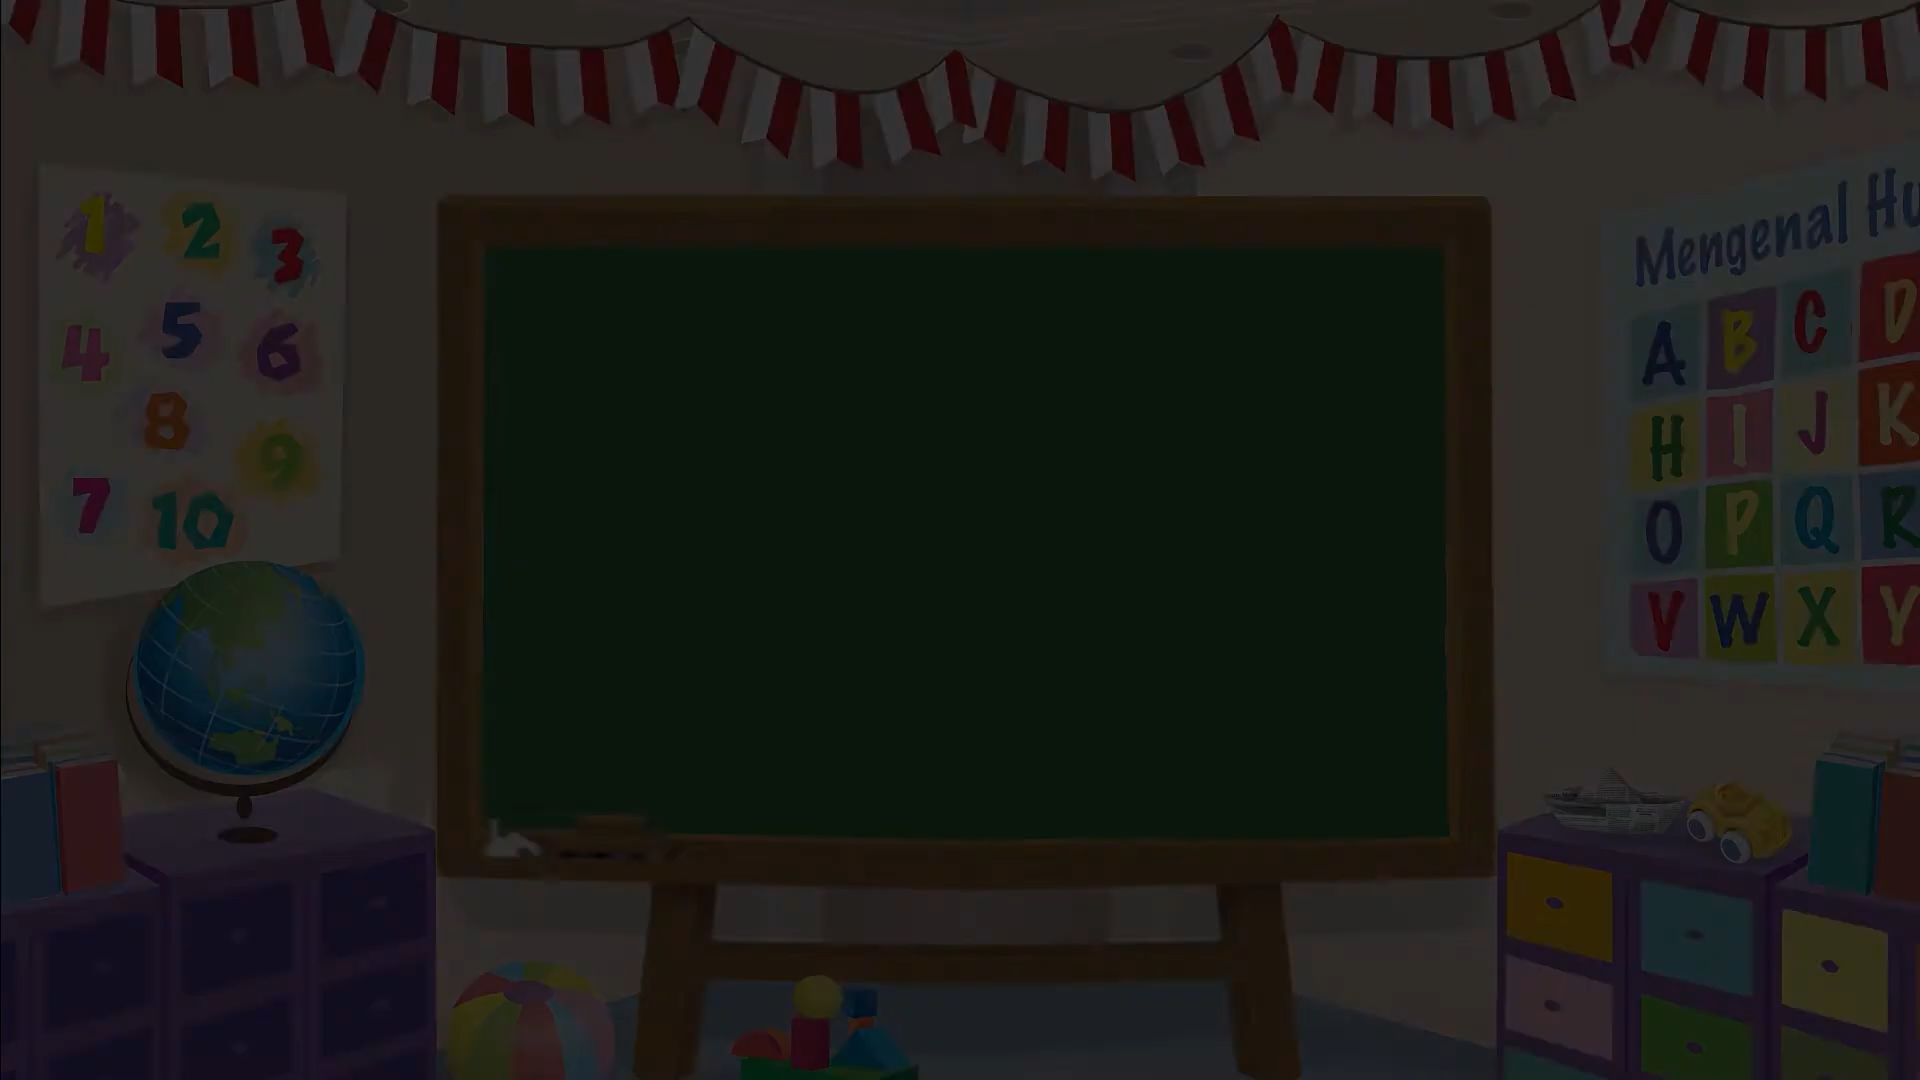 1 2 3
4 5 6
8 9
7 10
Mengenal Hu
A B C D
H I J K
O P Q R
V W X Y